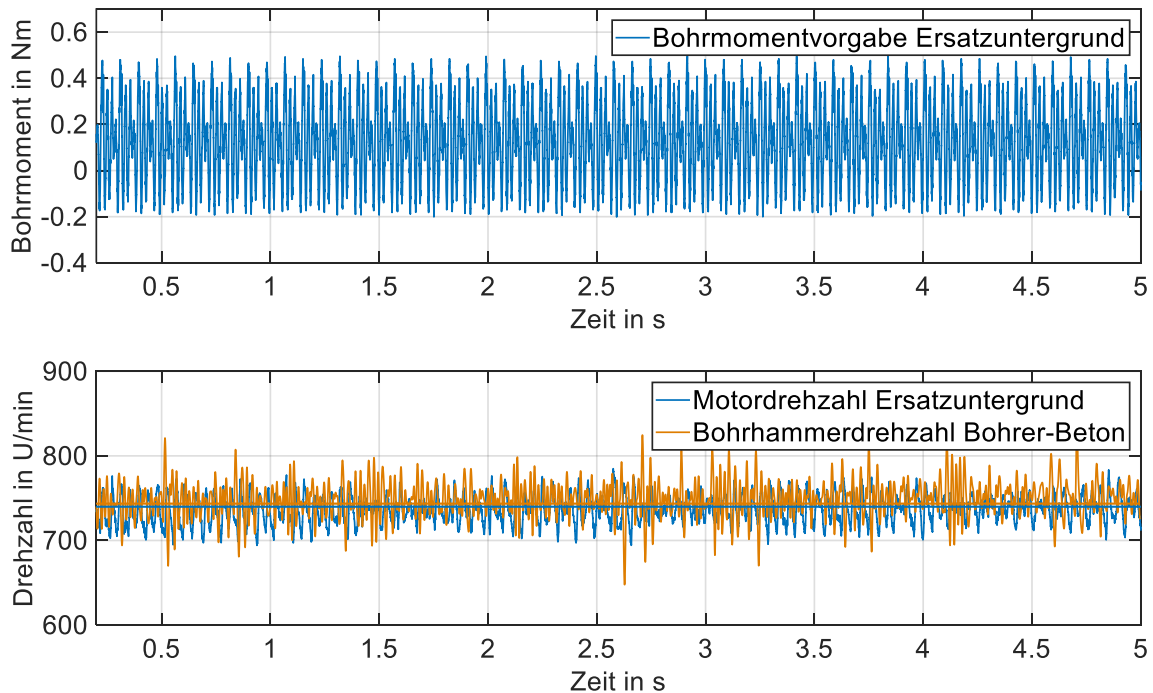 Bohrmoment in Nm
0.6
0.4
0.2
0
-0.2
-0.4
Bohrmomentvorgabe Ersatzuntergrund
0.5 1 1.5 2 2.5 3 3.5 4 4.5 5
Zeit in s
Drehzahl in U/min
900
800
700
600
Motordrehzahl Ersatzuntergrund
Bohrhammerdrehzahl Bohrer-Beton
0.5 1 1.5 2 2.5 3 3.5 4 4.5 5
Zeit in s